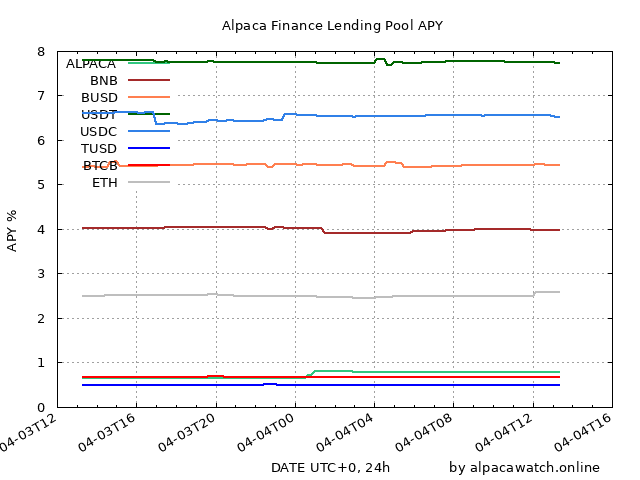 Alpaca Finance Lending Pool APY
8
7
6
5
4
3
2
1
0
APY %
ALPACA
BNB
BUSD
USDT
USDC
TUSD
BTCB
ETH
04-03T12
04-03T16
04-03T20
04-04T00
04-04T04
04-04T08
04-04T12
04-04T16
DATE UTC+0, 24h
by alpacawatch.online